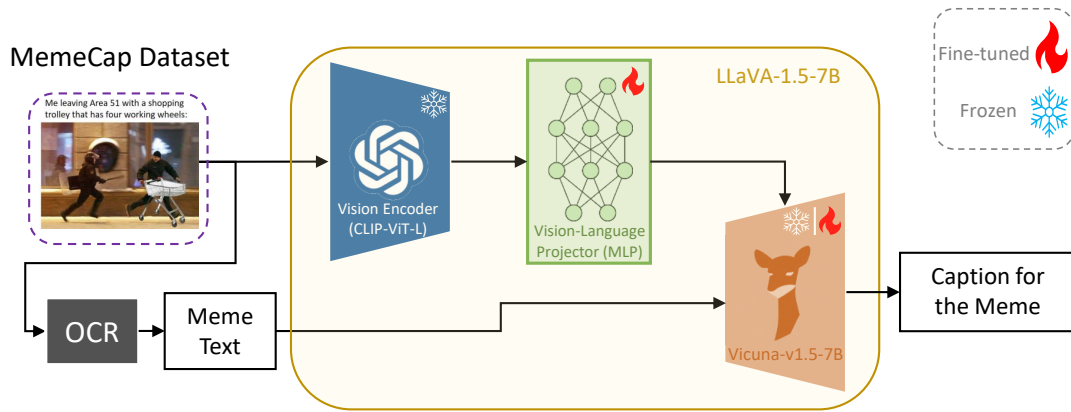 MemeCap Dataset
Me leaving Area 51 with a shopping
trolley that has four working wheels:
OCR
Meme
Text
LLaVA-1.5-7B
Vision Encoder
(CLIP-ViT-L)
Vision-Language
Projector (MLP)
Vicuna-v1.5-7B
Caption for
the Meme
Fine-tuned
Frozen